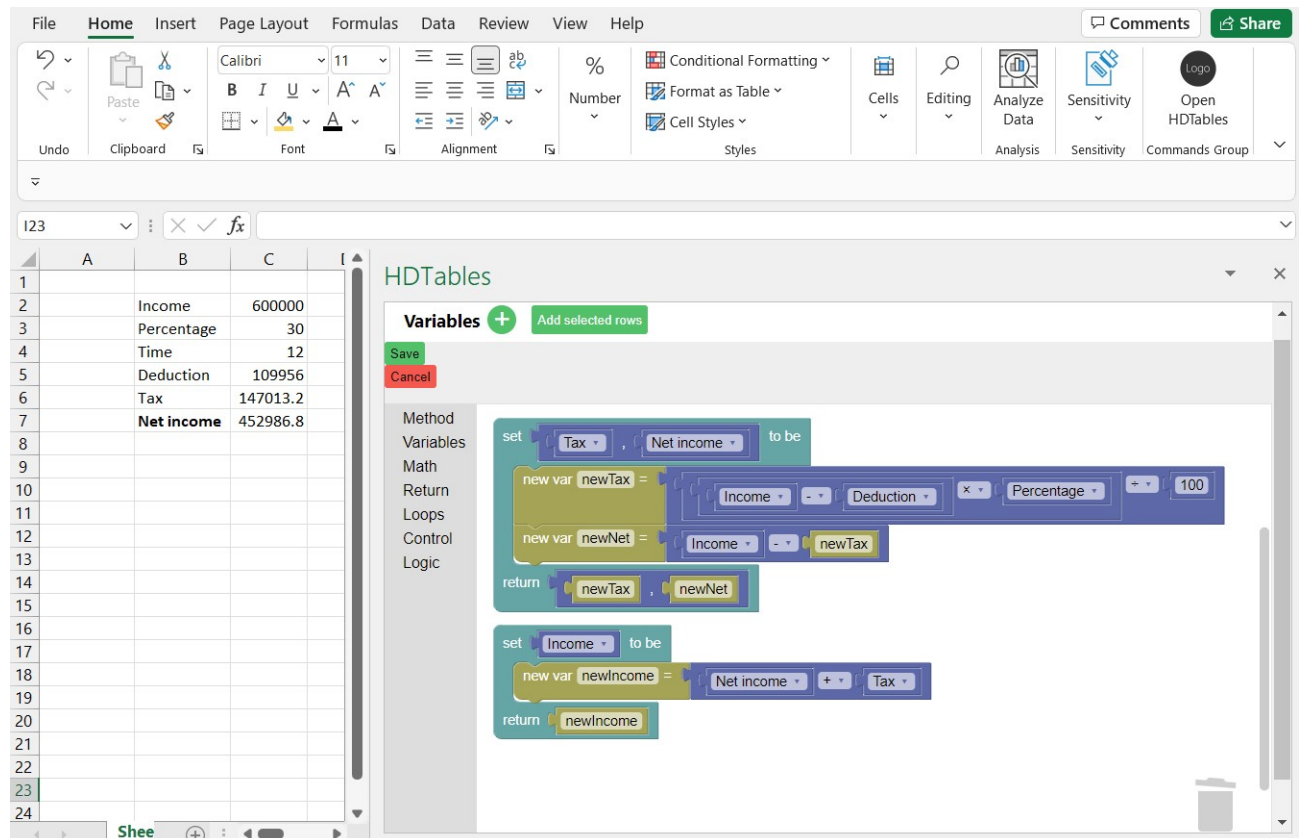 File Home Insert Page Layout Formulas Data Review View Help Comments Share
Calibri 11 ab % Conditional Formatting Logo
B I U A^ A˅ Format as Table
Paste Number Cells Editing Analyze Data Sensitivity Open HDTables
A Cell Styles
Undo Clipboard Font Alignment Styles Analysis Sensitivity Commands Group
I23 fx
A B C
HDTables
1
2 Income 600000
3 Percentage 30
4 Time 12
5 Deduction 109956
6 Tax 147013.2
7 Net income 452986.8
8
9
10
11
12
13
14
15
16
17
18
19
20
21
22
23
24
Shee
Variables + Add selected rows
Save
Cancel
Method
Variables
Math
Return
Loops
Control
Logic
set Tax , Net income to be
new var newTax = Income - Deduction × Percentage ÷ 100
new var newNet = Income - newTax
return newTax , newNet
set Income to be
new var newIncome = Net income + Tax
return newIncome